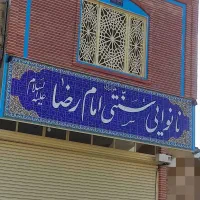 نانوایی سنتی امام رضا علیه السلام